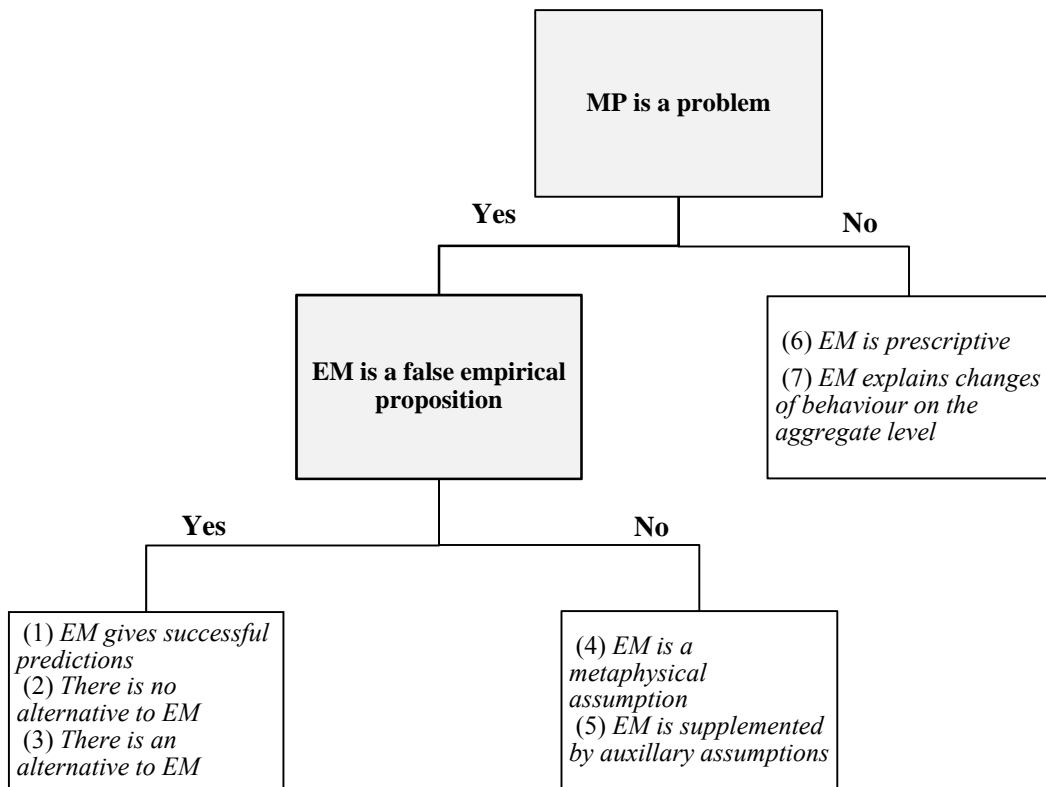 MP is a problem
Yes
No
EM is a false empirical
proposition
(6) EM is prescriptive
(7) EM explains changes
of behaviour on the
aggregate level
Yes
No
(1) EM gives successful
predictions
(2) There is no
alternative to EM
(3) There is an
alternative to EM
(4) EM is a
metaphysical
assumption
(5) EM is supplemented
by auxillary assumptions